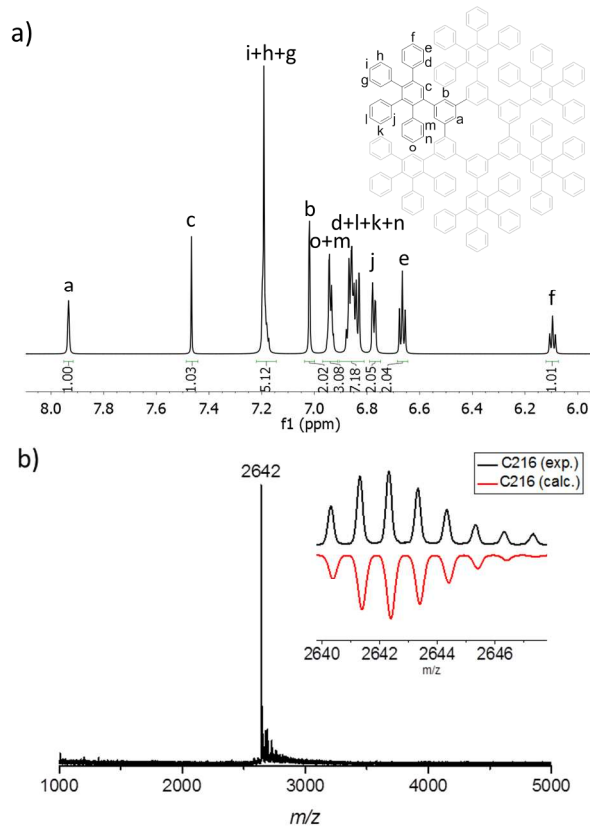 a)
i+h+g
f
e
d
h
i
g
c
b
a
l
j
k
m
n
o
a
c
b
o+m
d+l+k+n
j
e
f
1.00
1.03
5.12
2.02
3.08
7.18
2.05
2.04
1.01
8.0 7.8 7.6 7.4 7.2 7.0 6.8 6.6 6.4 6.2 6.0
f1 (ppm)
b)
2642
C216 (exp.)
C216 (calc.)
2640 2642 2644 2646
m/z
1000 2000 3000 4000 5000
m/z